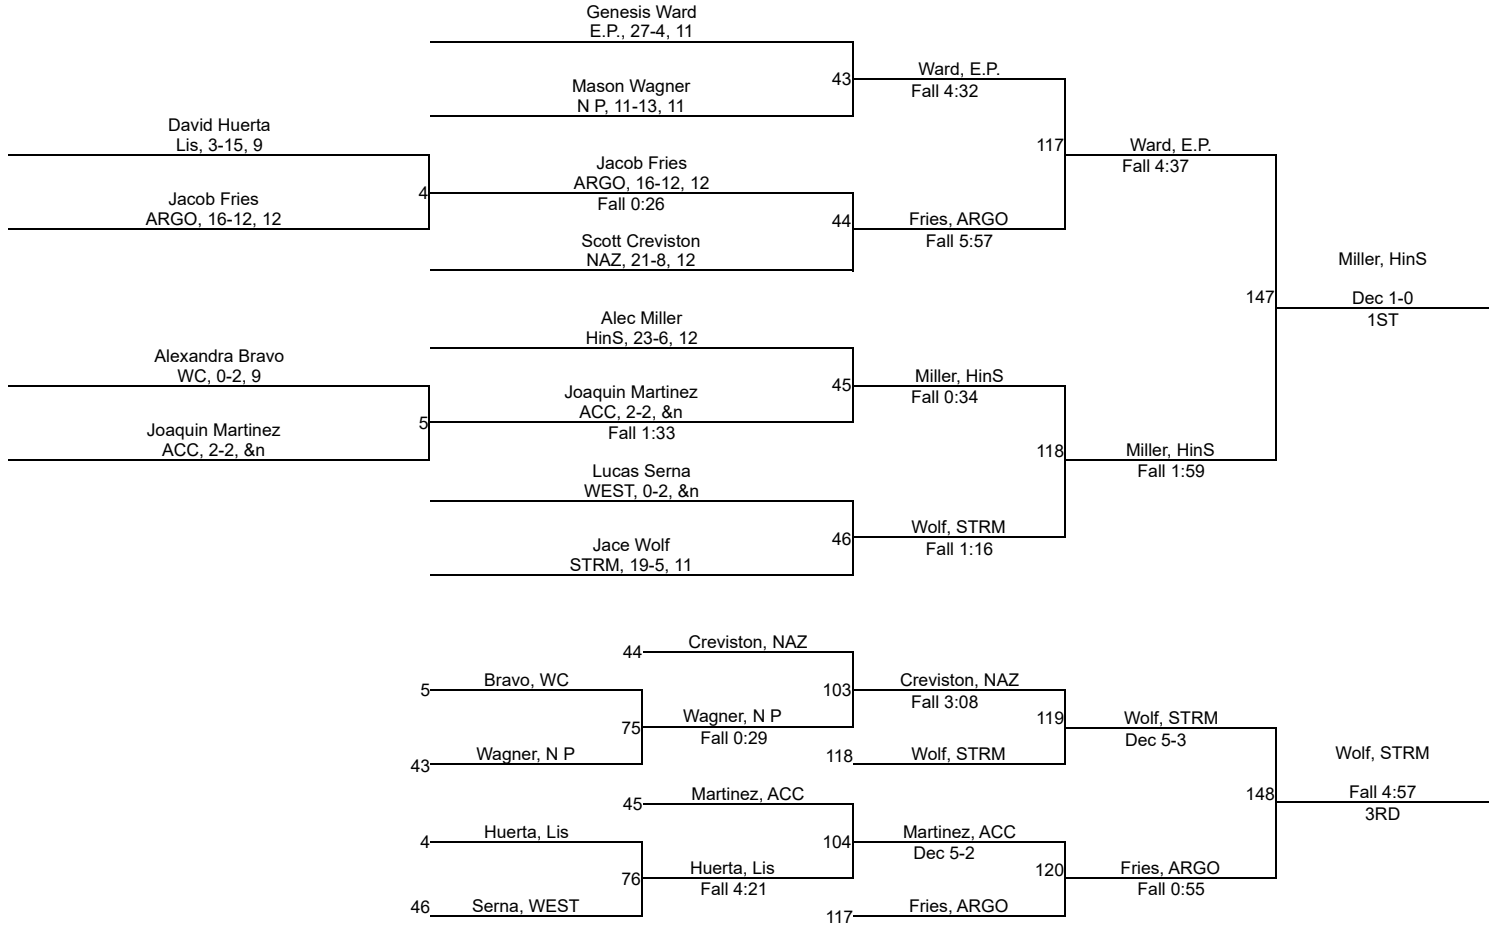 Genesis Ward
E.P., 27-4, 11
43
Ward, E.P.
Fall 4:32
Mason Wagner
N P, 11-13, 11
David Huerta
Lis, 3-15, 9
117
Ward, E.P.
Fall 4:37
Jacob Fries
ARGO, 16-12, 12
Fall 0:26
4
Jacob Fries
ARGO, 16-12, 12
44
Fries, ARGO
Fall 5:57
Scott Creviston
NAZ, 21-8, 12
Miller, HinS
147
Dec 1-0
1ST
Alec Miller
HinS, 23-6, 12
Alexandra Bravo
WC, 0-2, 9
45
Miller, HinS
Fall 0:34
Joaquin Martinez
ACC, 2-2, &n
Fall 1:33
5
Joaquin Martinez
ACC, 2-2, &n
118
Miller, HinS
Fall 1:59
Lucas Serna
WEST, 0-2, &n
46
Wolf, STRM
Fall 1:16
Jace Wolf
STRM, 19-5, 11
44
Creviston, NAZ
5
Bravo, WC
103
Creviston, NAZ
Fall 3:08
75
Wagner, N P
Fall 0:29
119
Wolf, STRM
Dec 5-3
43
Wagner, N P
118
Wolf, STRM
Wolf, STRM
148
Fall 4:57
3RD
45
Martinez, ACC
4
Huerta, Lis
104
Martinez, ACC
Dec 5-2
76
Huerta, Lis
Fall 4:21
120
Fries, ARGO
Fall 0:55
46
Serna, WEST
117
Fries, ARGO